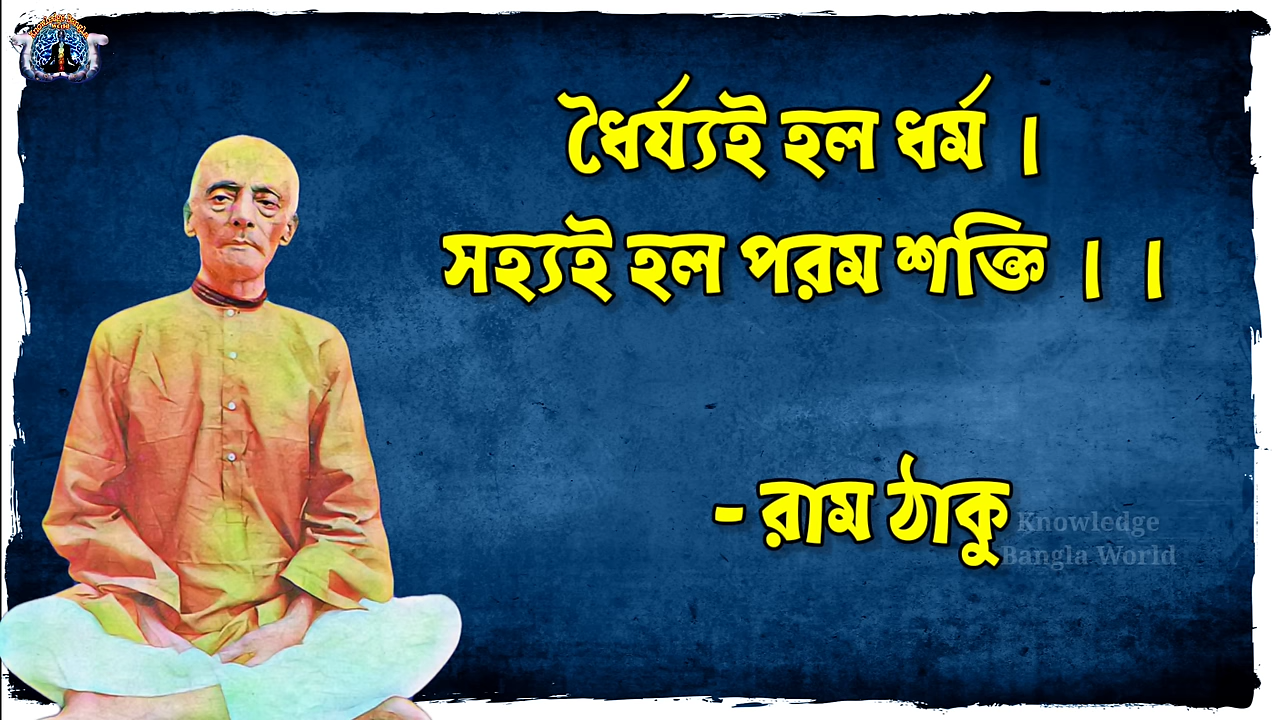 ধৈর্য্যই হল ধর্ম ।
সহ্যই হল পরম শক্তি । ।
- রাম ঠাকু
Knowledge
Bangla World